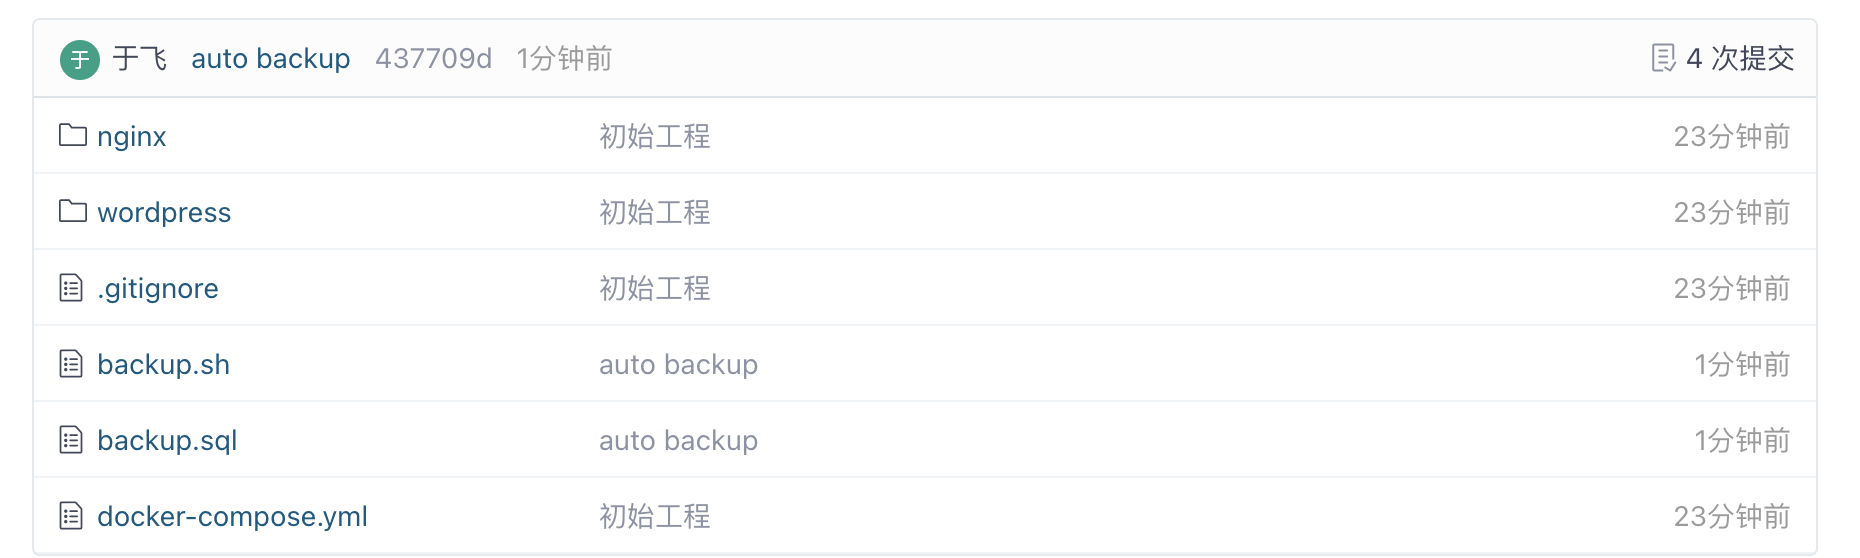 于 于飞 auto backup 437709d 1分钟前 4 次提交
nginx 初始工程 23分钟前
wordpress 初始工程 23分钟前
.gitignore 初始工程 23分钟前
backup.sh auto backup 1分钟前
backup.sql auto backup 1分钟前
docker-compose.yml 初始工程 23分钟前